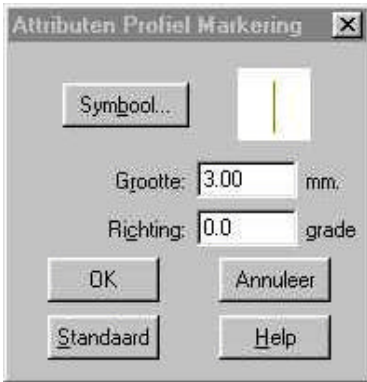 Attributen Profiel Markering
Symbool...
Grootte: 3.00 mm.
Richting: 0.0 grade
OK Annuleer
Standaard Help